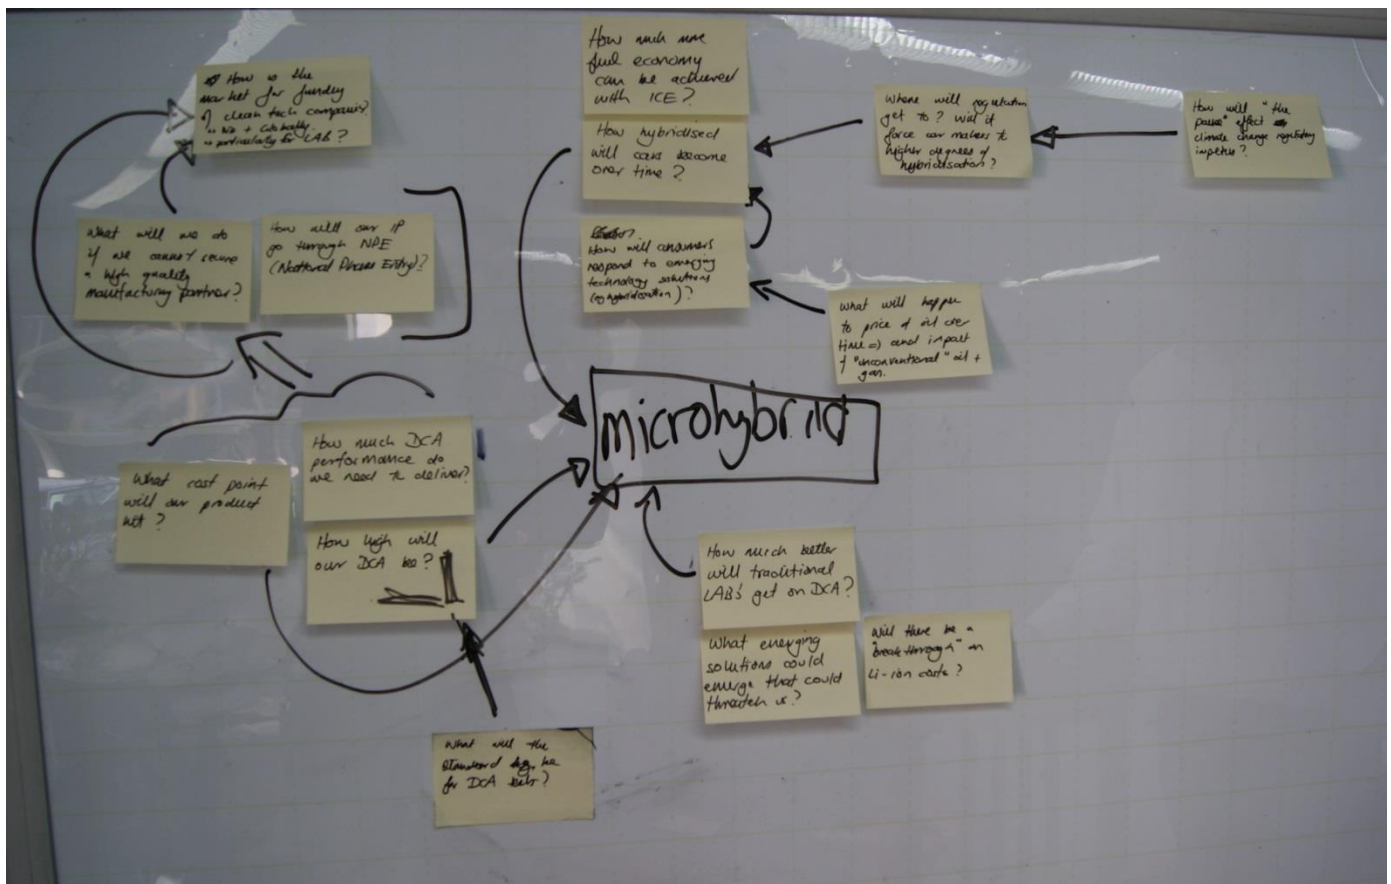 How is the
market for funding
of clean tech companies?
" NZ + Globally.
" particularly for LAB?
What will we do
if we cannot secure
a high quality
manufacturing partner?
How will our IP
go through NPE
(National Phase Entry)?
How much more
fuel economy
can be achieved
with ICE?
How hybridised
will cars become
over time?
How will consumers
respond to emerging
technology solutions
(eg hybridisation)?
Where will regulation
get to? Will it
force car makers to
higher degrees of
hybridisation?
How will "the
pause" effect
climate change regulatory
impetus?
What will happen
to price of oil over
time => and impact
of "unconventional" oil +
gas.
microhybrid
What cost point
will our product
hit?
How much DCA
performance do
we need to deliver?
How high will
our DCA be?
How much better
will traditional
LAB's get on DCA?
What emerging
solutions could
emerge that could
threaten us?
Will there be a
"breakthrough" on
Li-ion costs?
What will the
standard be
for DCA tests?